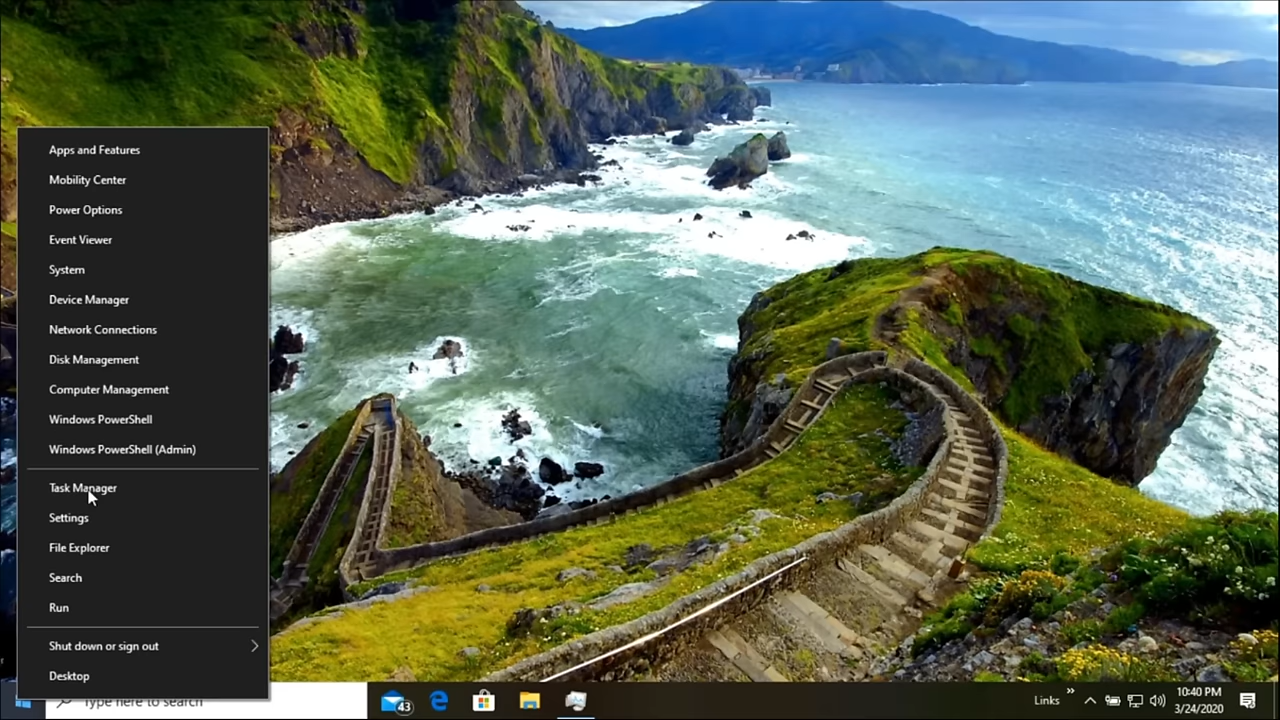 Apps and Features
Mobility Center
Power Options
Event Viewer
System
Device Manager
Network Connections
Disk Management
Computer Management
Windows PowerShell
Windows PowerShell (Admin)
Task Manager
Settings
File Explorer
Search
Run
Shut down or sign out
Desktop
Type here to search
43
Links
10:40 PM
3/24/2020